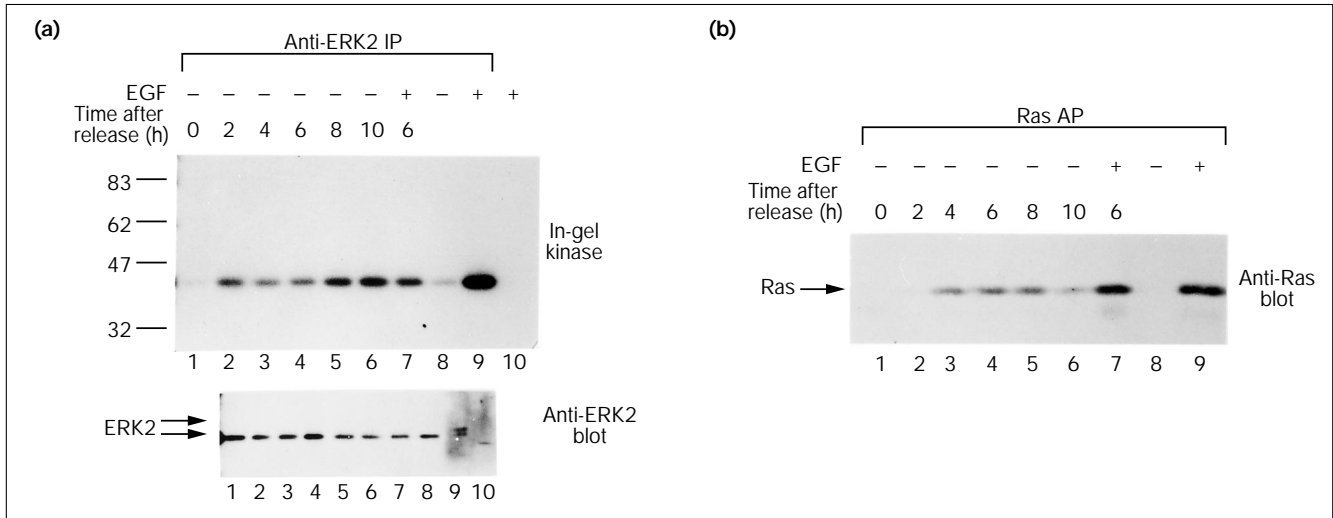 (a)
Anti-ERK2 IP
EGF – – – – – – + – + +
Time after
release (h) 0 2 4 6 8 10 6
83
62
47
32
In-gel
kinase
1 2 3 4 5 6 7 8 9 10
ERK2
Anti-ERK2
blot
1 2 3 4 5 6 7 8 9 10
(b)
Ras AP
EGF – – – – – – + – +
Time after
release (h) 0 2 4 6 8 10 6
Ras
Anti-Ras
blot
1 2 3 4 5 6 7 8 9